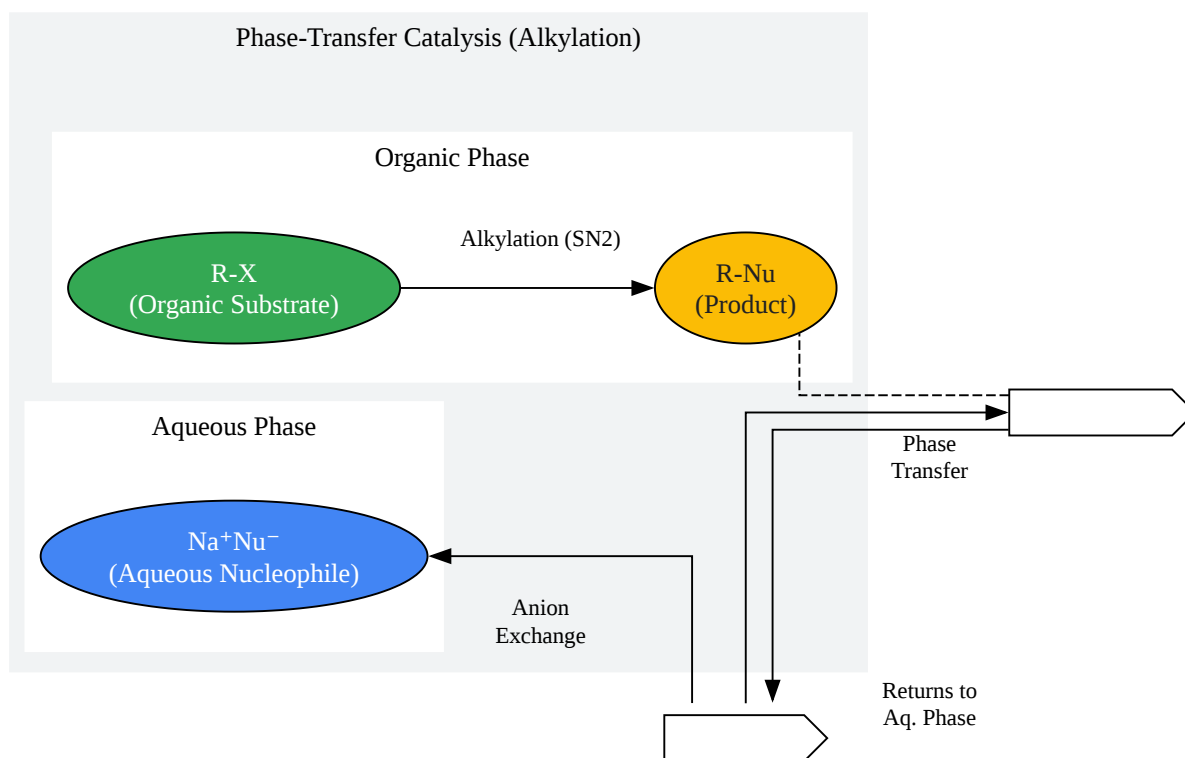 Phase-Transfer Catalysis (Alkylation)
Organic Phase
Alkylation (SN2)
R-X
(Organic Substrate)
R-Nu
(Product)
Aqueous Phase
Phase
Transfer
Na⁺Nu⁻
(Aqueous Nucleophile)
Anion
Exchange
Returns to
Aq. Phase